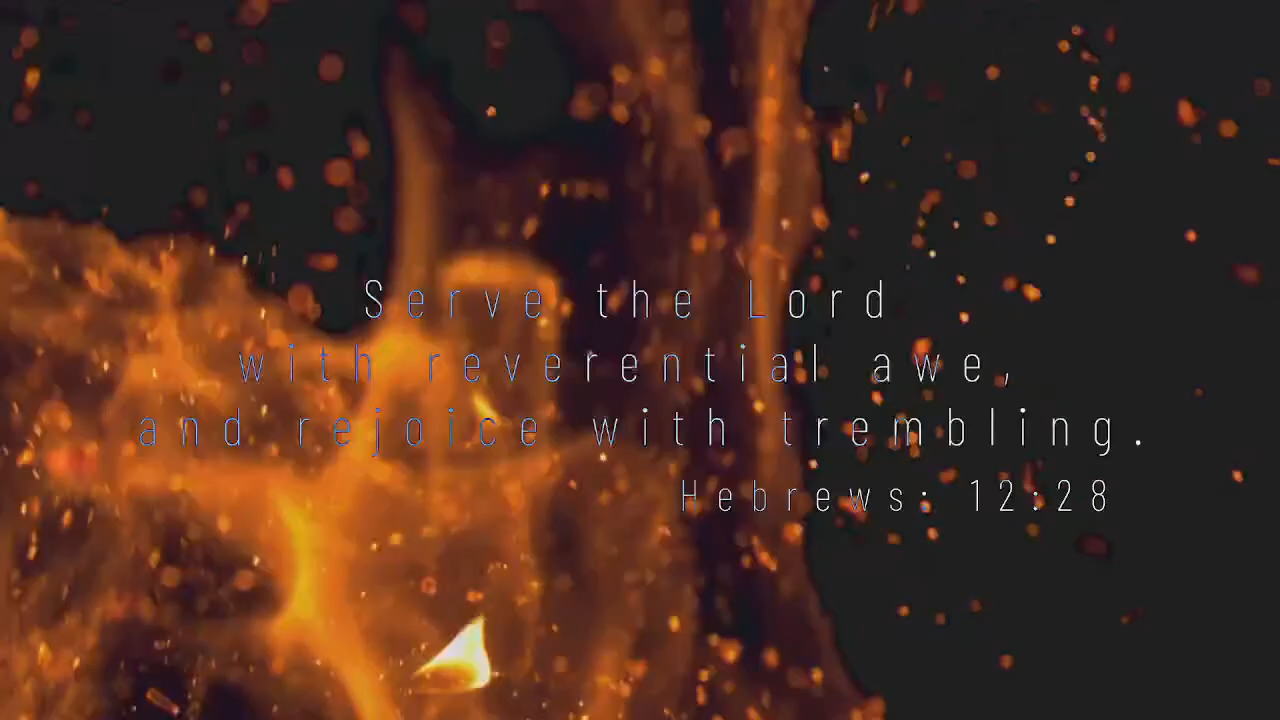 Serve the Lord
with reverential awe,
and rejoice with trembling.
Hebrews: 12:28